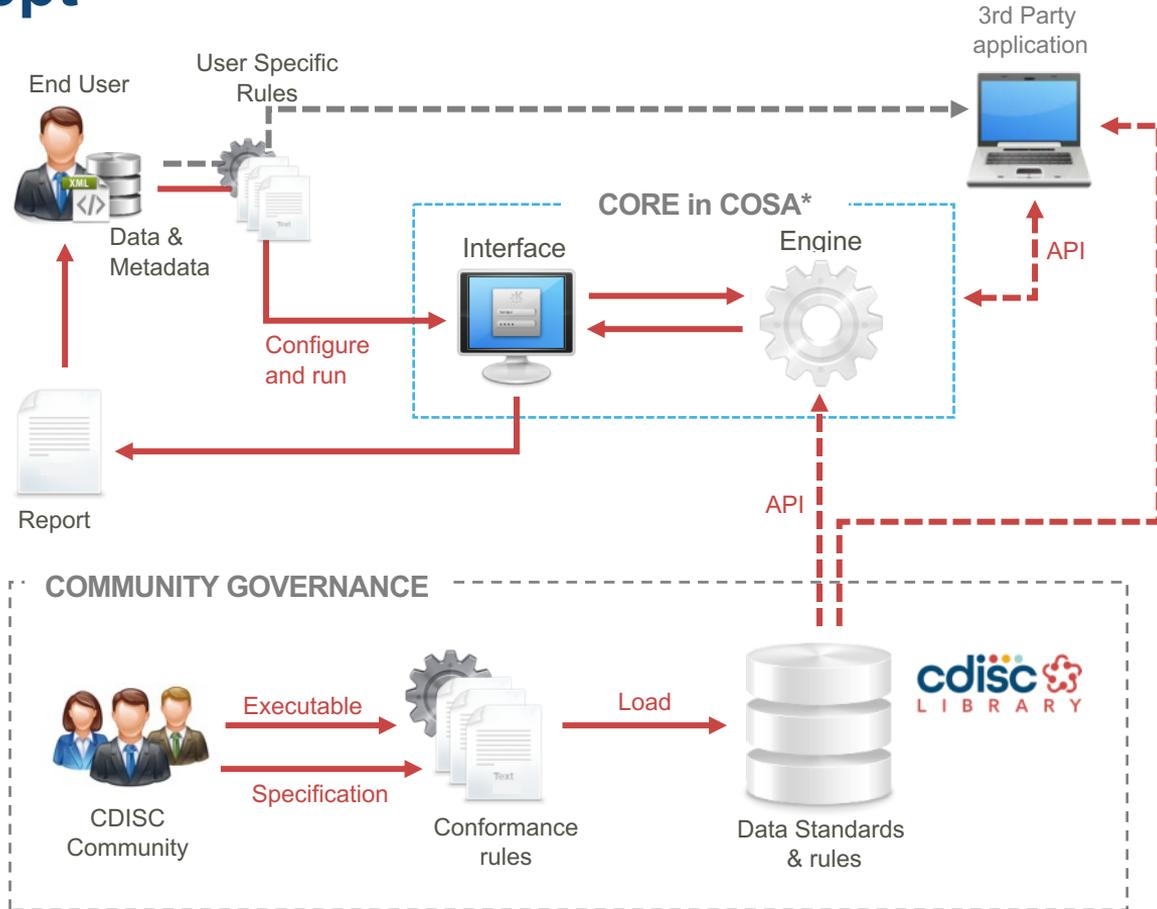 3rd Party
application
End User
User Specific
Rules
XML
</>
Text
Data &
Metadata
CORE in COSA*
Interface
Engine
API
Configure
and run
Report
API
COMMUNITY GOVERNANCE
cdisc
LIBRARY
Executable
Load
Text
Specification
CDISC
Community
Conformance
rules
Data Standards
& rules